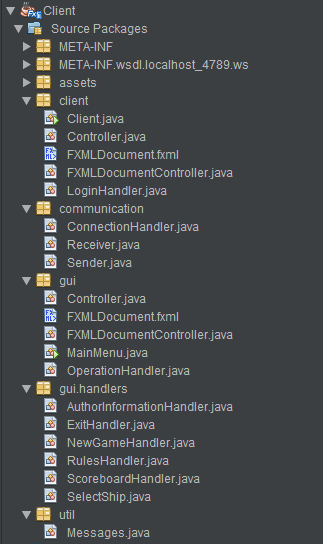 Client
Source Packages
META-INF
META-INF.wsdl.localhost_4789.ws
assets
client
Client.java
Controller.java
FXMLDocument.fxml
FXMLDocumentController.java
LoginHandler.java
communication
ConnectionHandler.java
Receiver.java
Sender.java
gui
Controller.java
FXMLDocument.fxml
FXMLDocumentController.java
MainMenu.java
OperationHandler.java
gui.handlers
AuthorInformationHandler.java
ExitHandler.java
NewGameHandler.java
RulesHandler.java
ScoreboardHandler.java
SelectShip.java
util
Messages.java